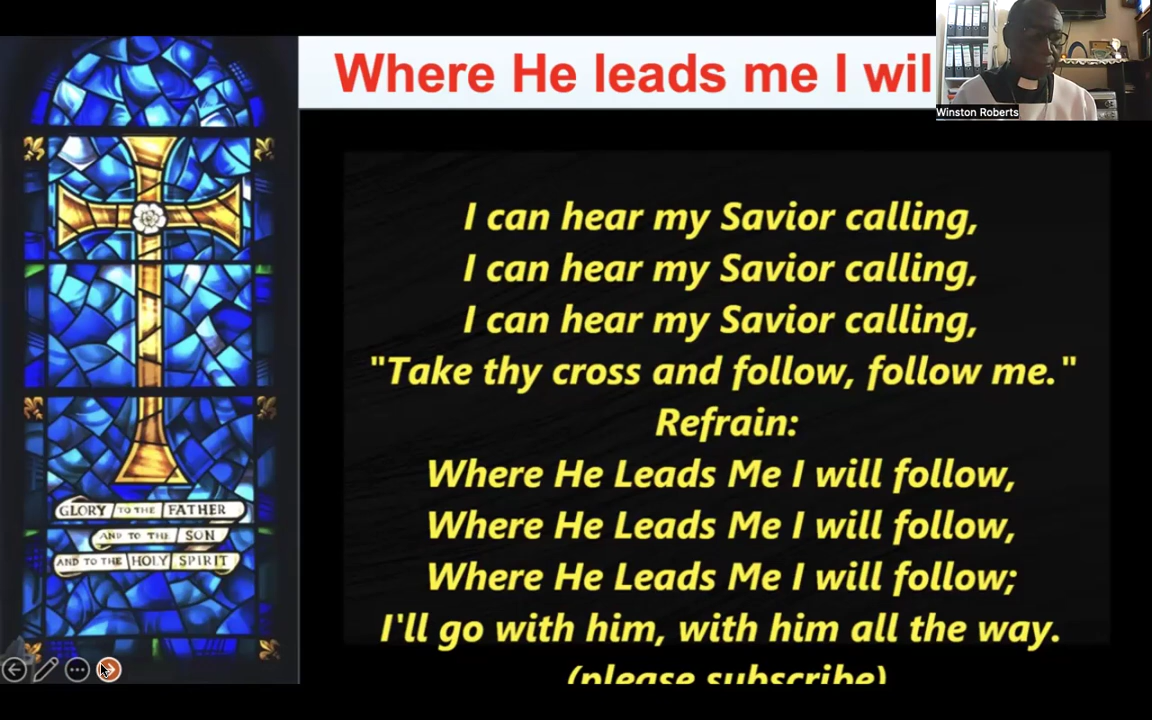 Where He leads me I wil
Winston Roberts
I can hear my Savior calling,
I can hear my Savior calling,
I can hear my Savior calling,
"Take thy cross and follow, follow me."
Refrain:
Where He Leads Me I will follow,
Where He Leads Me I will follow,
Where He Leads Me I will follow;
I'll go with him, with him all the way.
(please subscribe)
GLORY TO THE FATHER
AND TO THE SON
AND TO THE HOLY SPIRIT